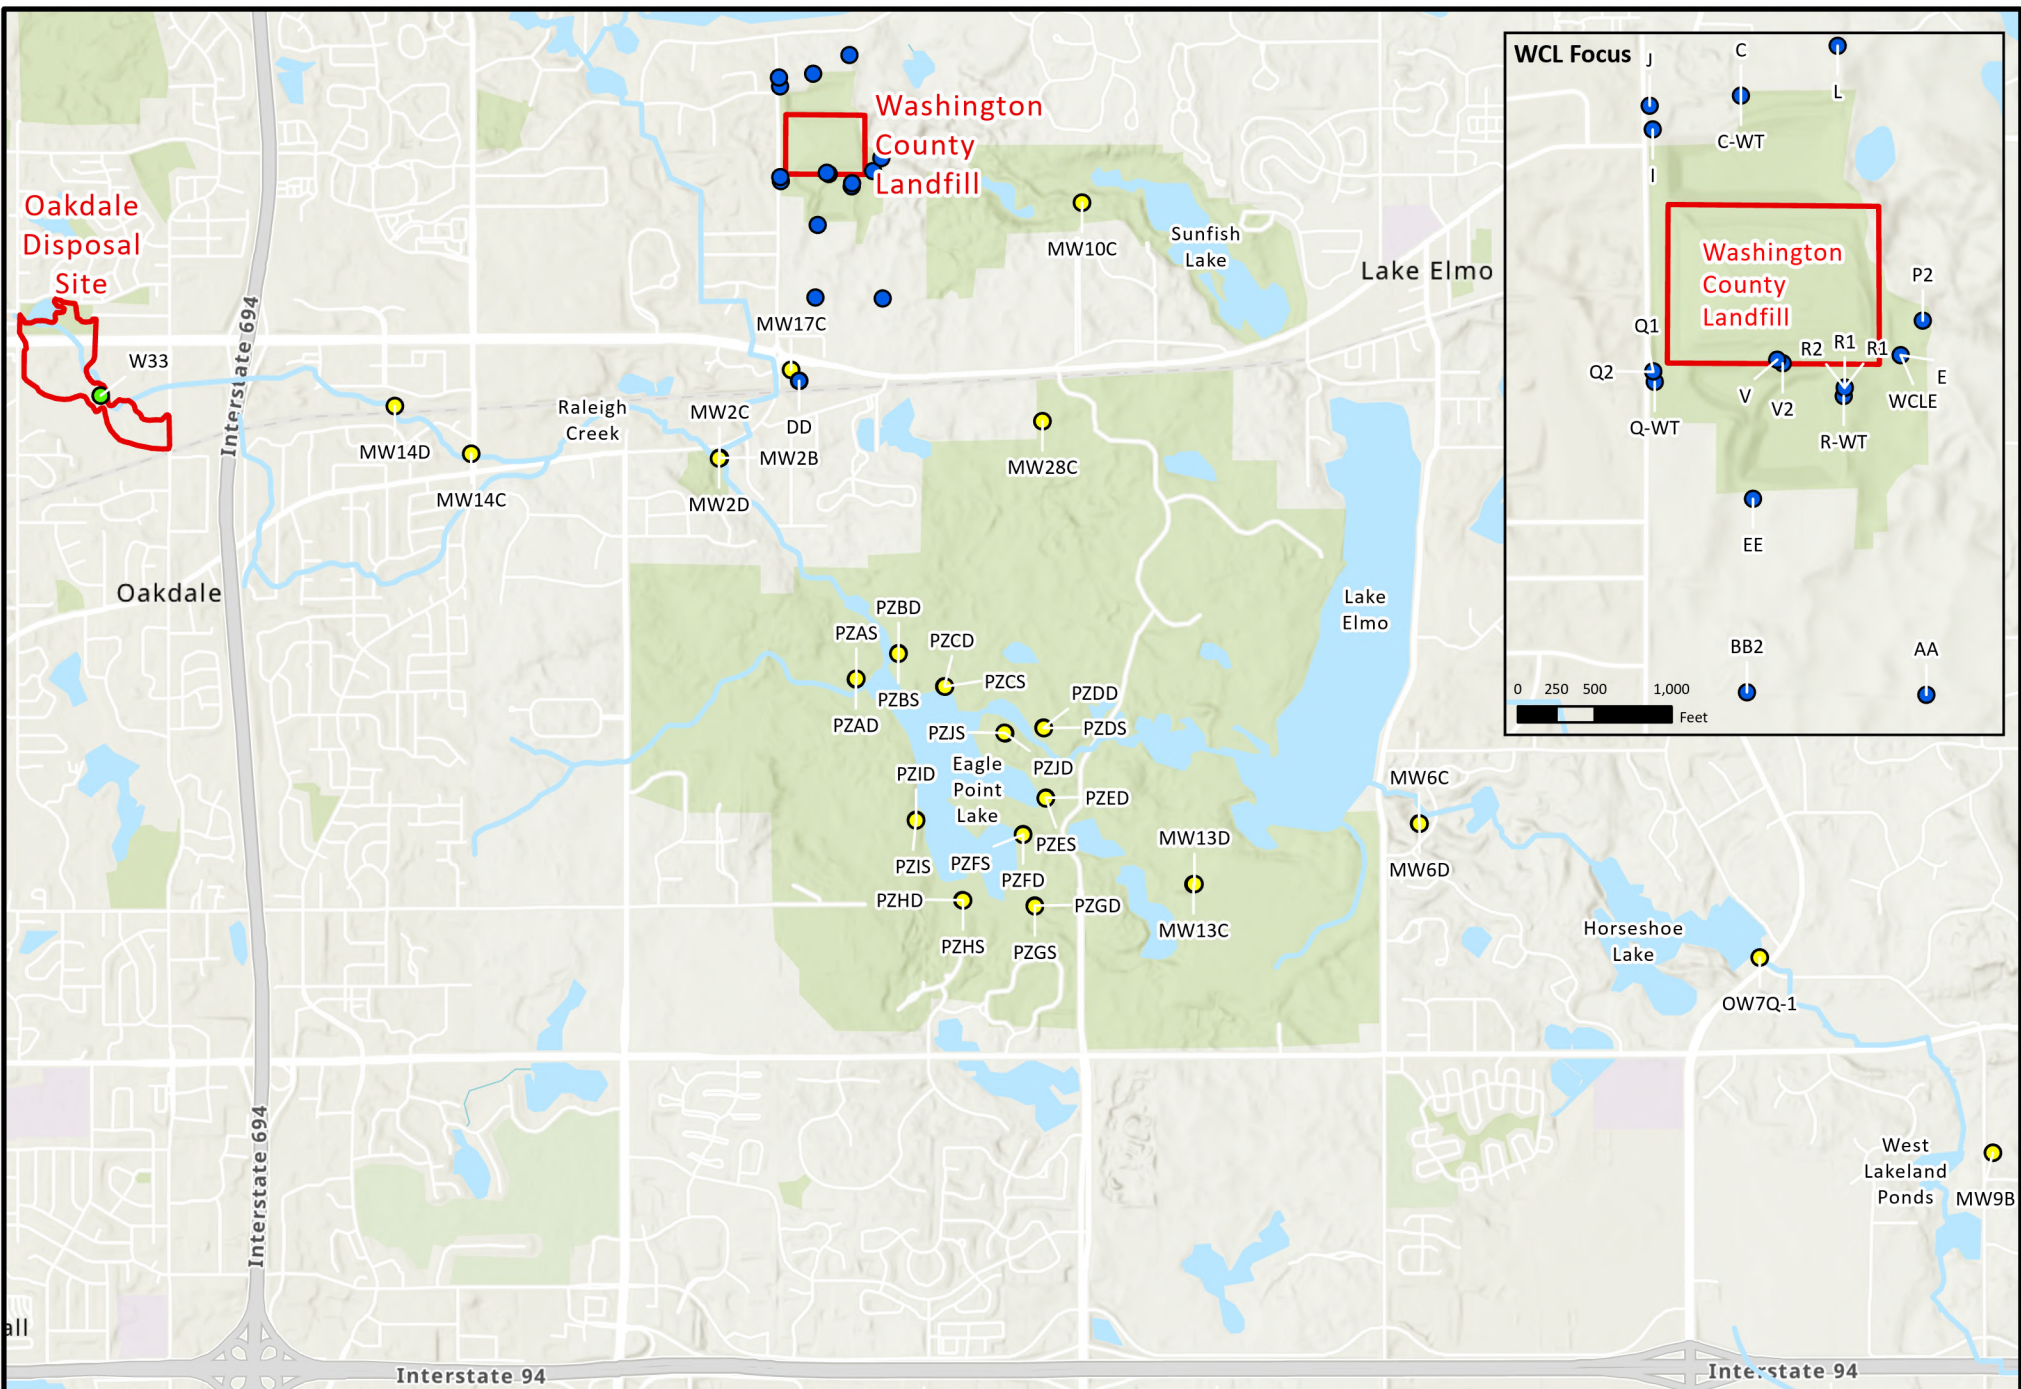 WCL Focus
J
C
L
C-WT
I
Washington
County
Landfill
P2
Q1
R2
R1
R1
Q2
E
V
V2
WCLE
Q-WT
R-WT
EE
BB2
AA
0 250 500 1,000
Feet
Washington
County
Landfill
Oakdale
Disposal
Site
MW10C
Sunfish
Lake
Lake Elmo
Interstate 694
MW17C
W33
Raleigh
Creek
MW2C
DD
MW14D
MW2B
MW28C
MW14C
MW2D
Oakdale
Lake
Elmo
PZBD
PZAS
PZCD
PZCS
PZBS
PZDD
PZAD
PZJS
PZDS
Eagle
Point
Lake
PZJD
PZID
PZED
MW6C
PZES
MW13D
PZIS
PZFS
PZFD
MW6D
PZHD
PZGD
MW13C
PZHS
PZGS
Horseshoe
Lake
OW7Q-1
Interstate 694
West
Lakeland
Ponds
MW9B
all
Interstate 94
Interstate 94